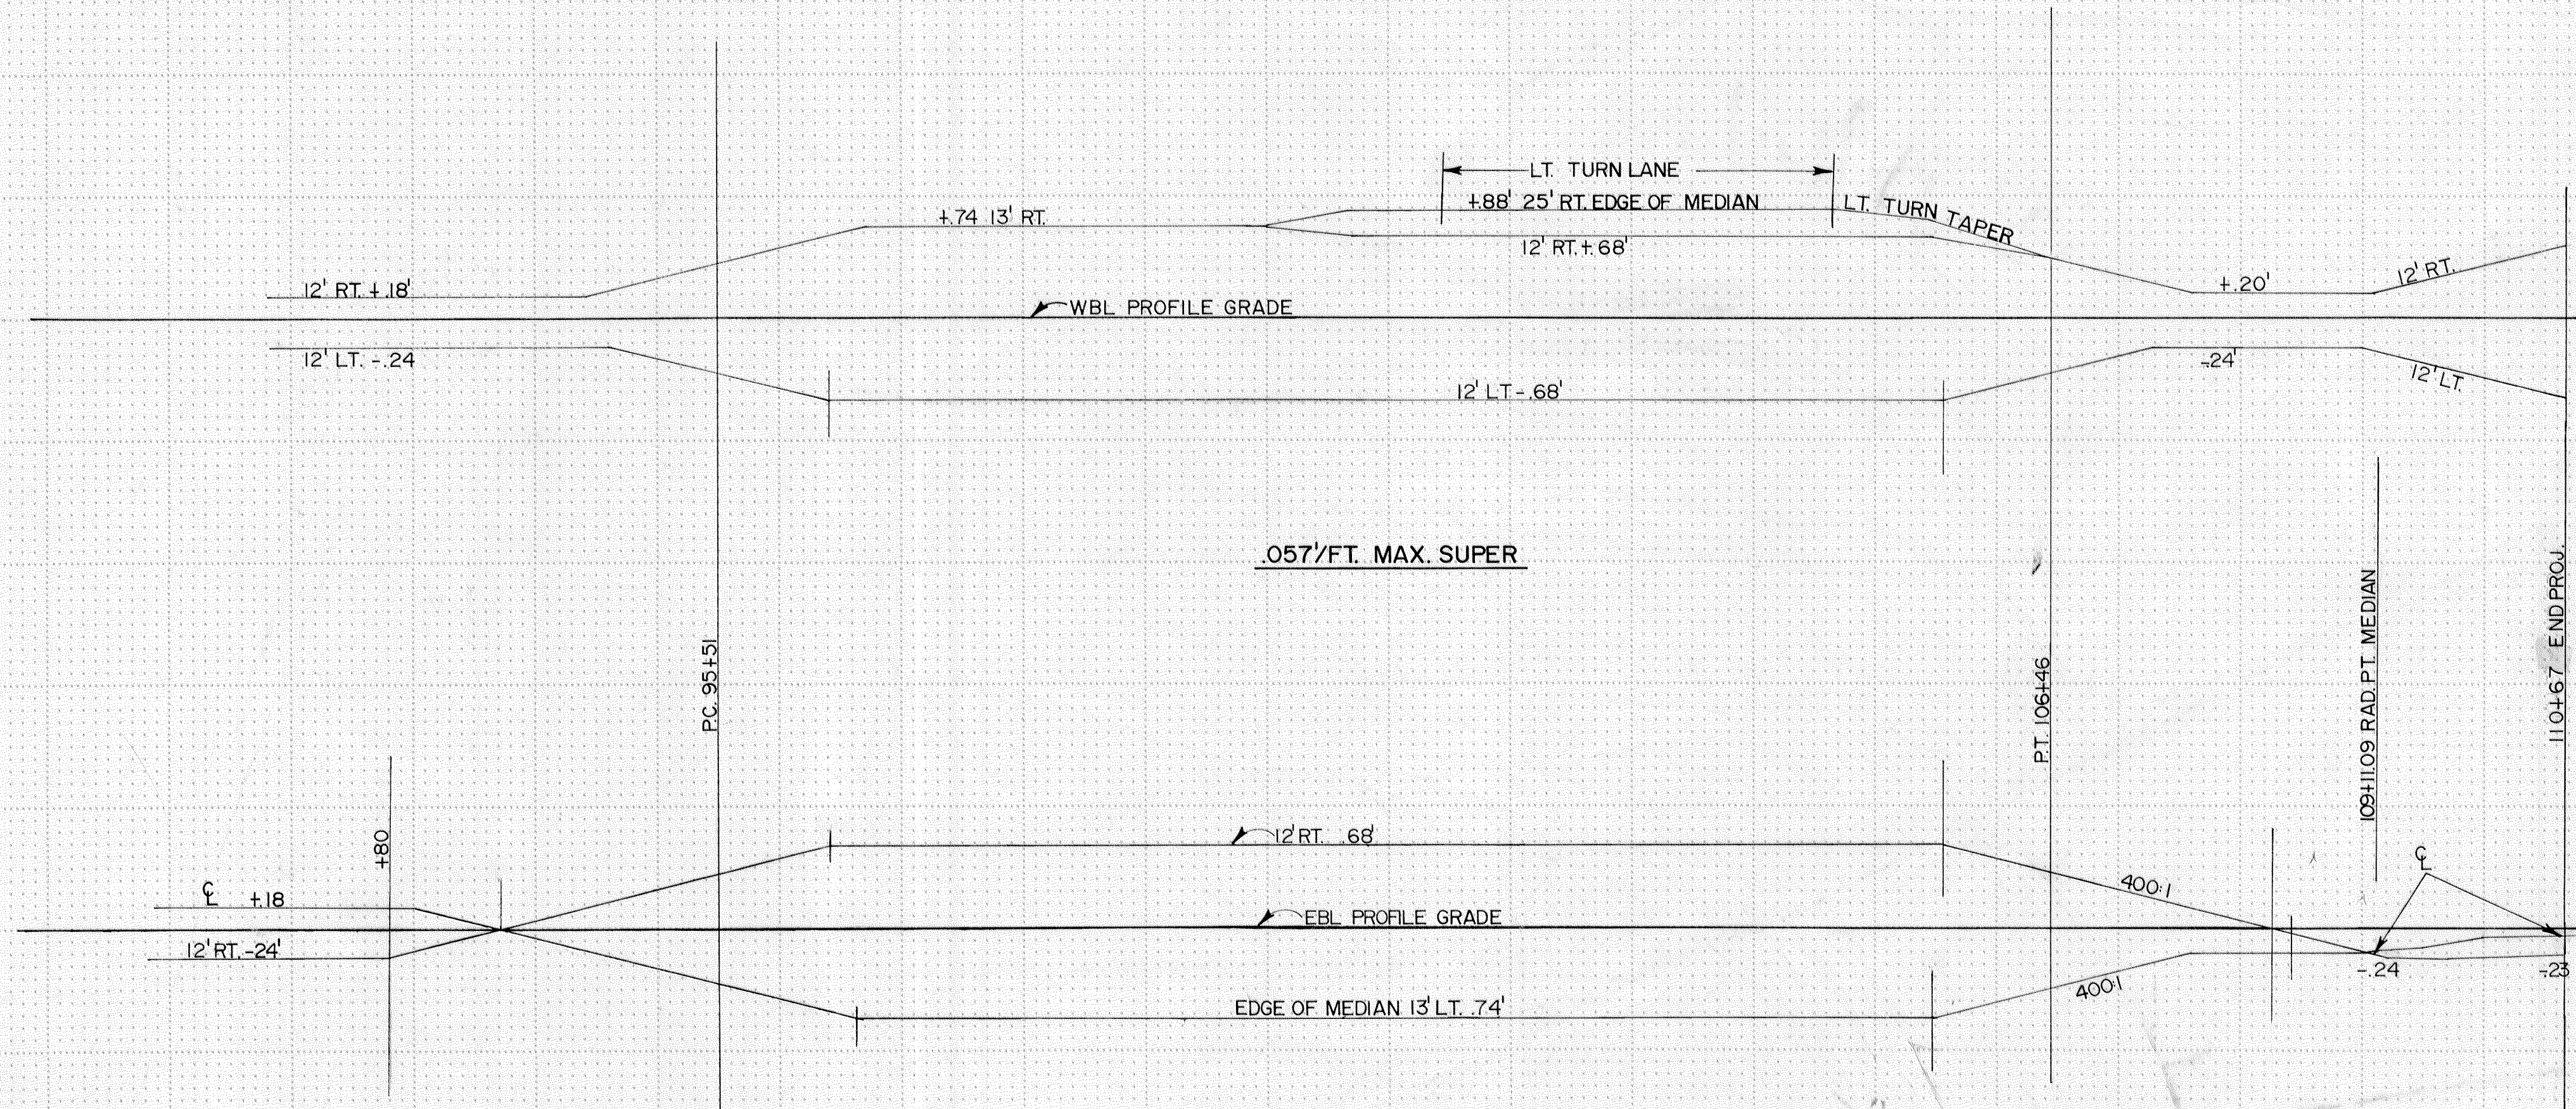 LT. TURN LANE
+.88' 25' RT. EDGE OF MEDIAN
LT. TURN TAPER
+.74 13' RT.
12' RT. +.68'
12' RT. +.18'
+.20'
12' RT.
WBL PROFILE GRADE
12' LT. -.24
12' LT -.68'
-.24'
12' LT.
.057'/FT. MAX. SUPER
P.C. 95+51
P.T. 106+46
109+11.09 RAD. PT. MEDIAN
110+67 END PROJ.
+80
12' RT. .68'
℄
400:1
℄ +.18
EBL PROFILE GRADE
12' RT. -.24'
-.24
-.23
400:1
EDGE OF MEDIAN 13' LT. .74'